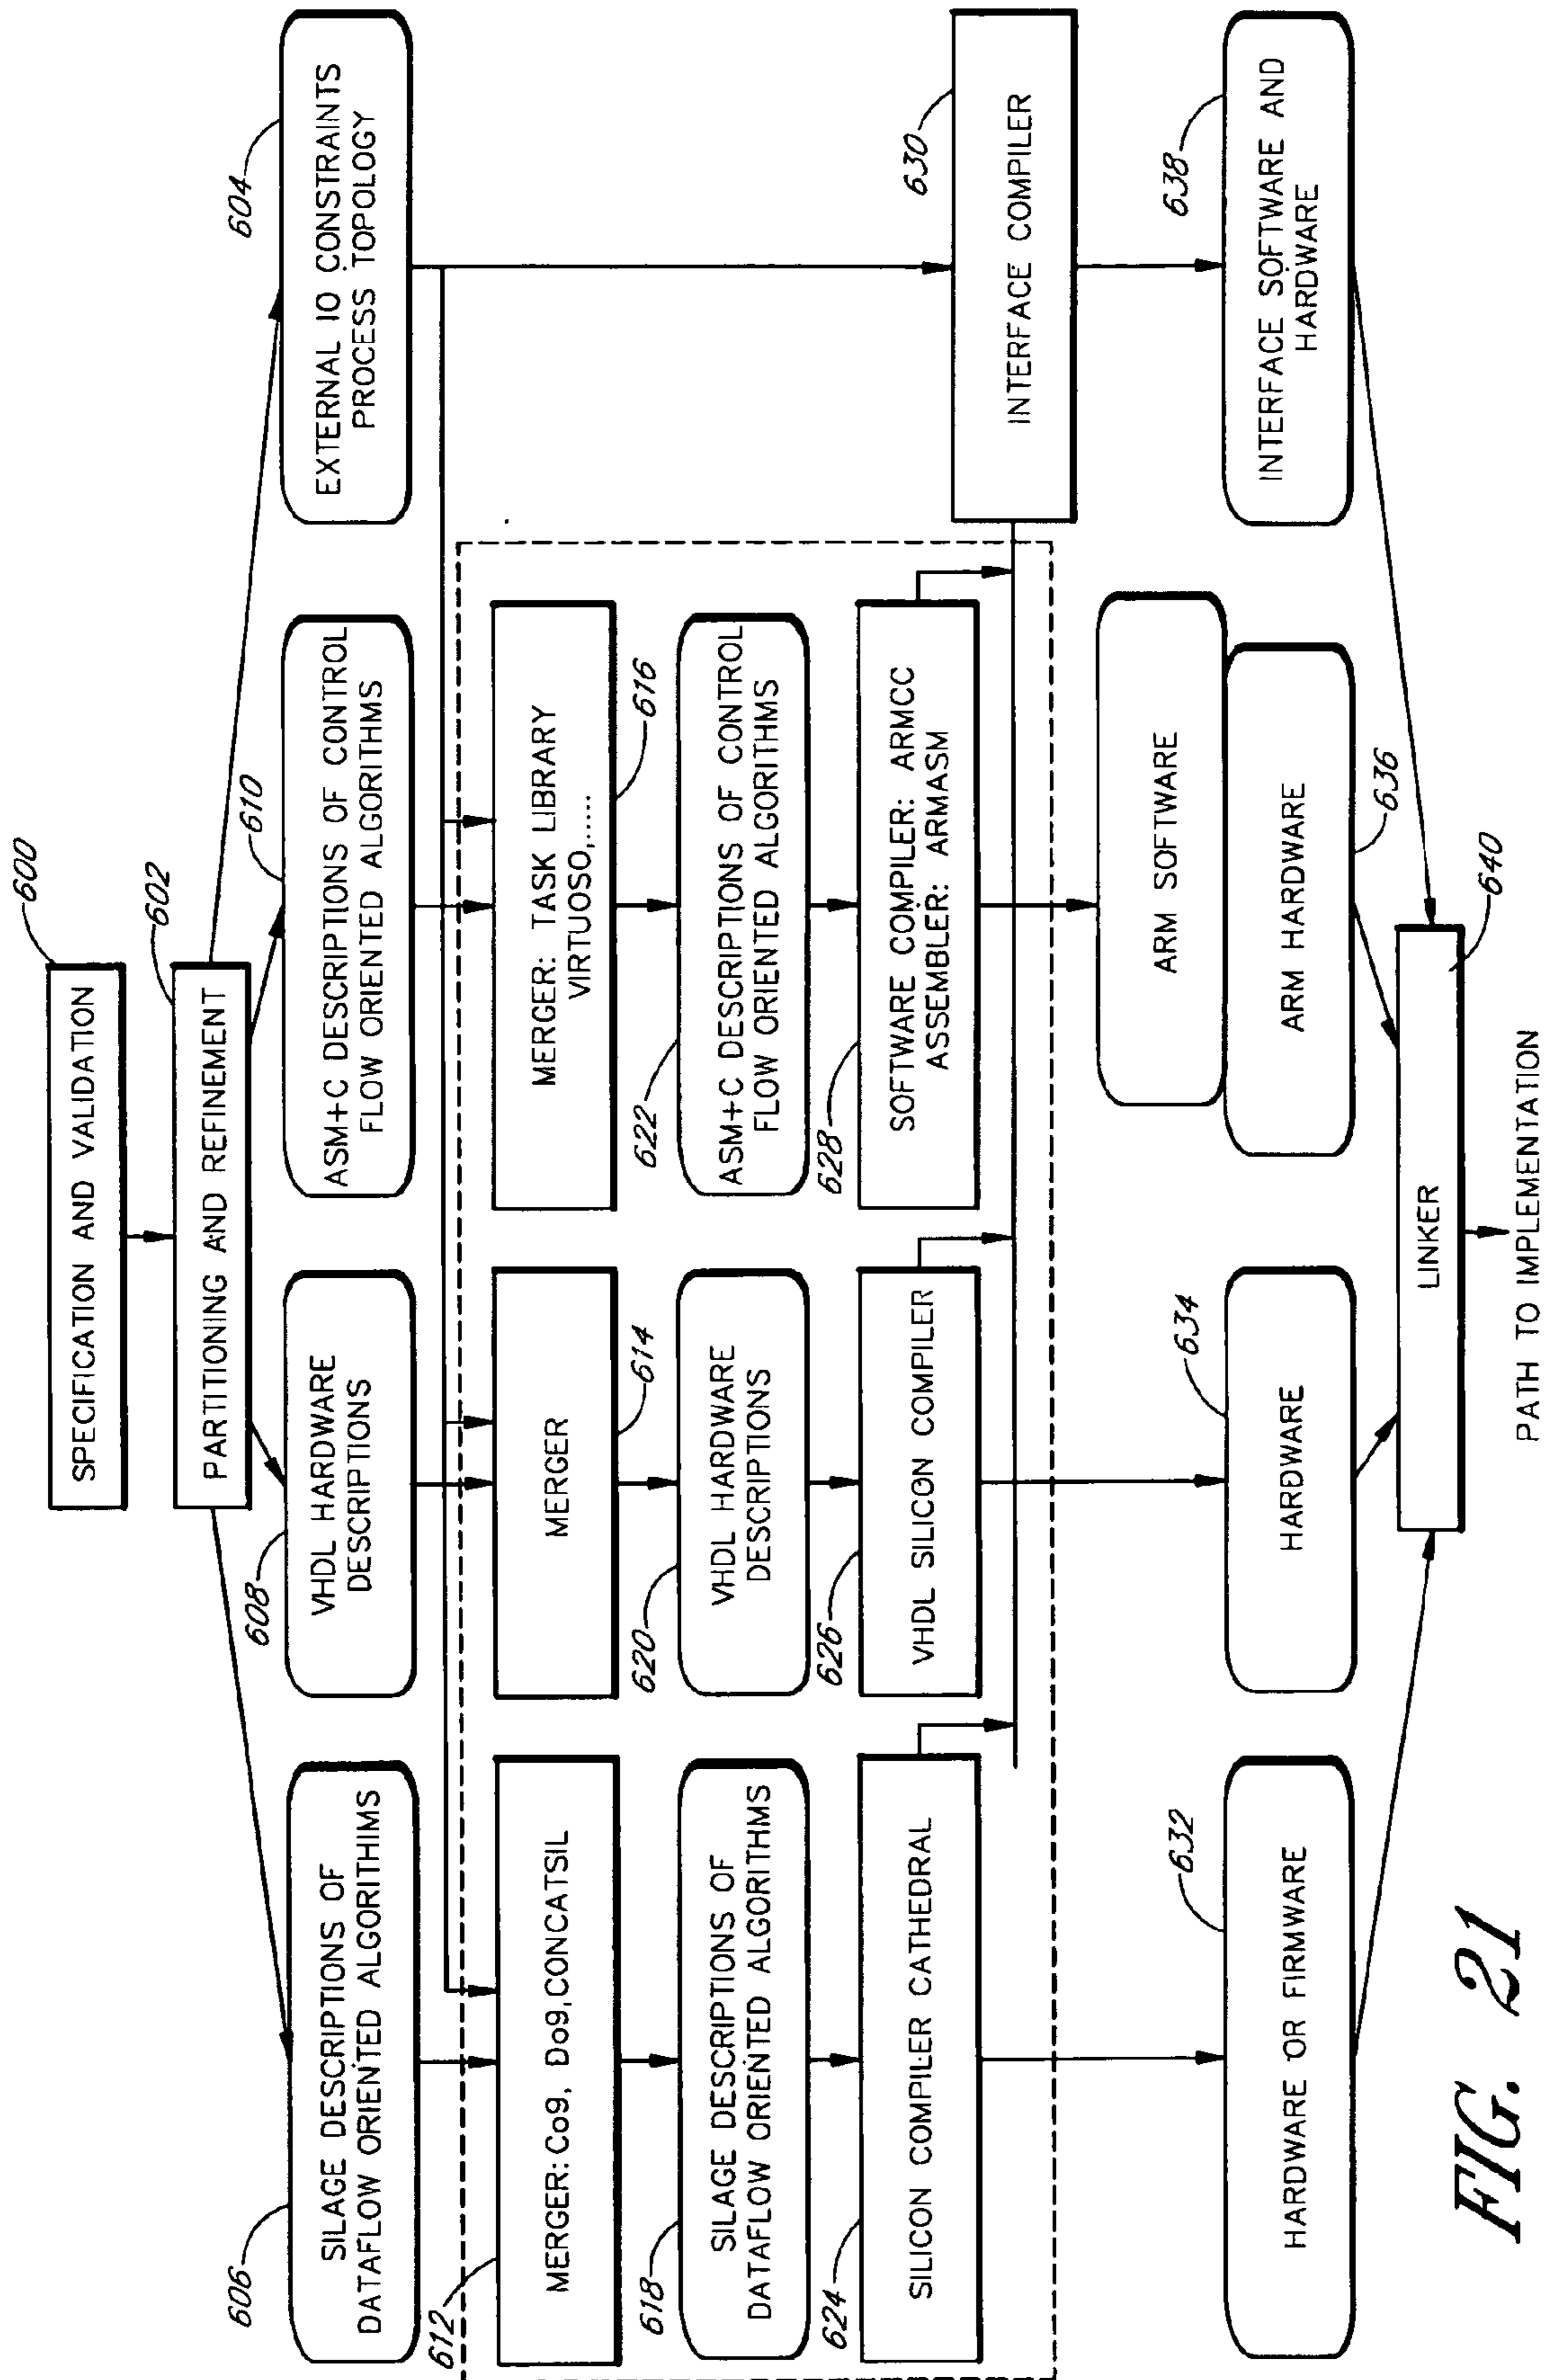 600
SPECIFICATION AND VALIDATION
602
PARTITIONING AND REFINEMENT
606
SILAGE DESCRIPTIONS OF
DATAFLOW ORIENTED ALGORITHIMS
608
VHDL HARDWARE
DESCRIPTIONS
610
ASM+C DESCRIPTIONS OF CONTROL
FLOW ORIENTED ALGORITHMS
604
EXTERNAL IO CONSTRAINTS
PROCESS TOPOLOGY
612
MERGER: Co9, Do9,CONCATSIL
MERGER
614
MERGER: TASK LIBRARY
VIRTUOSO,.....
616
618
SILAGE DESCRIPTIONS OF
DATAFLOW ORIENTED ALGORITHMS
620
VHDL HARDWARE
DESCRIPTIONS
622
ASM+C DESCRIPTIONS OF CONTROL
FLOW ORIENTED ALGORITHMS
624
SILICON COMPILER CATHEDRAL
626
VHDL SILICON COMPILER
628
SOFTWARE COMPILER: ARMCC
ASSEMBLER: ARMASM
630
INTERFACE COMPILER
632
HARDWARE OR FIRMWARE
634
HARDWARE
ARM SOFTWARE
ARM HARDWARE
636
638
INTERFACE SOFTWARE AND
HARDWARE
LINKER
640
PATH TO IMPLEMENTATION
FIG. 21